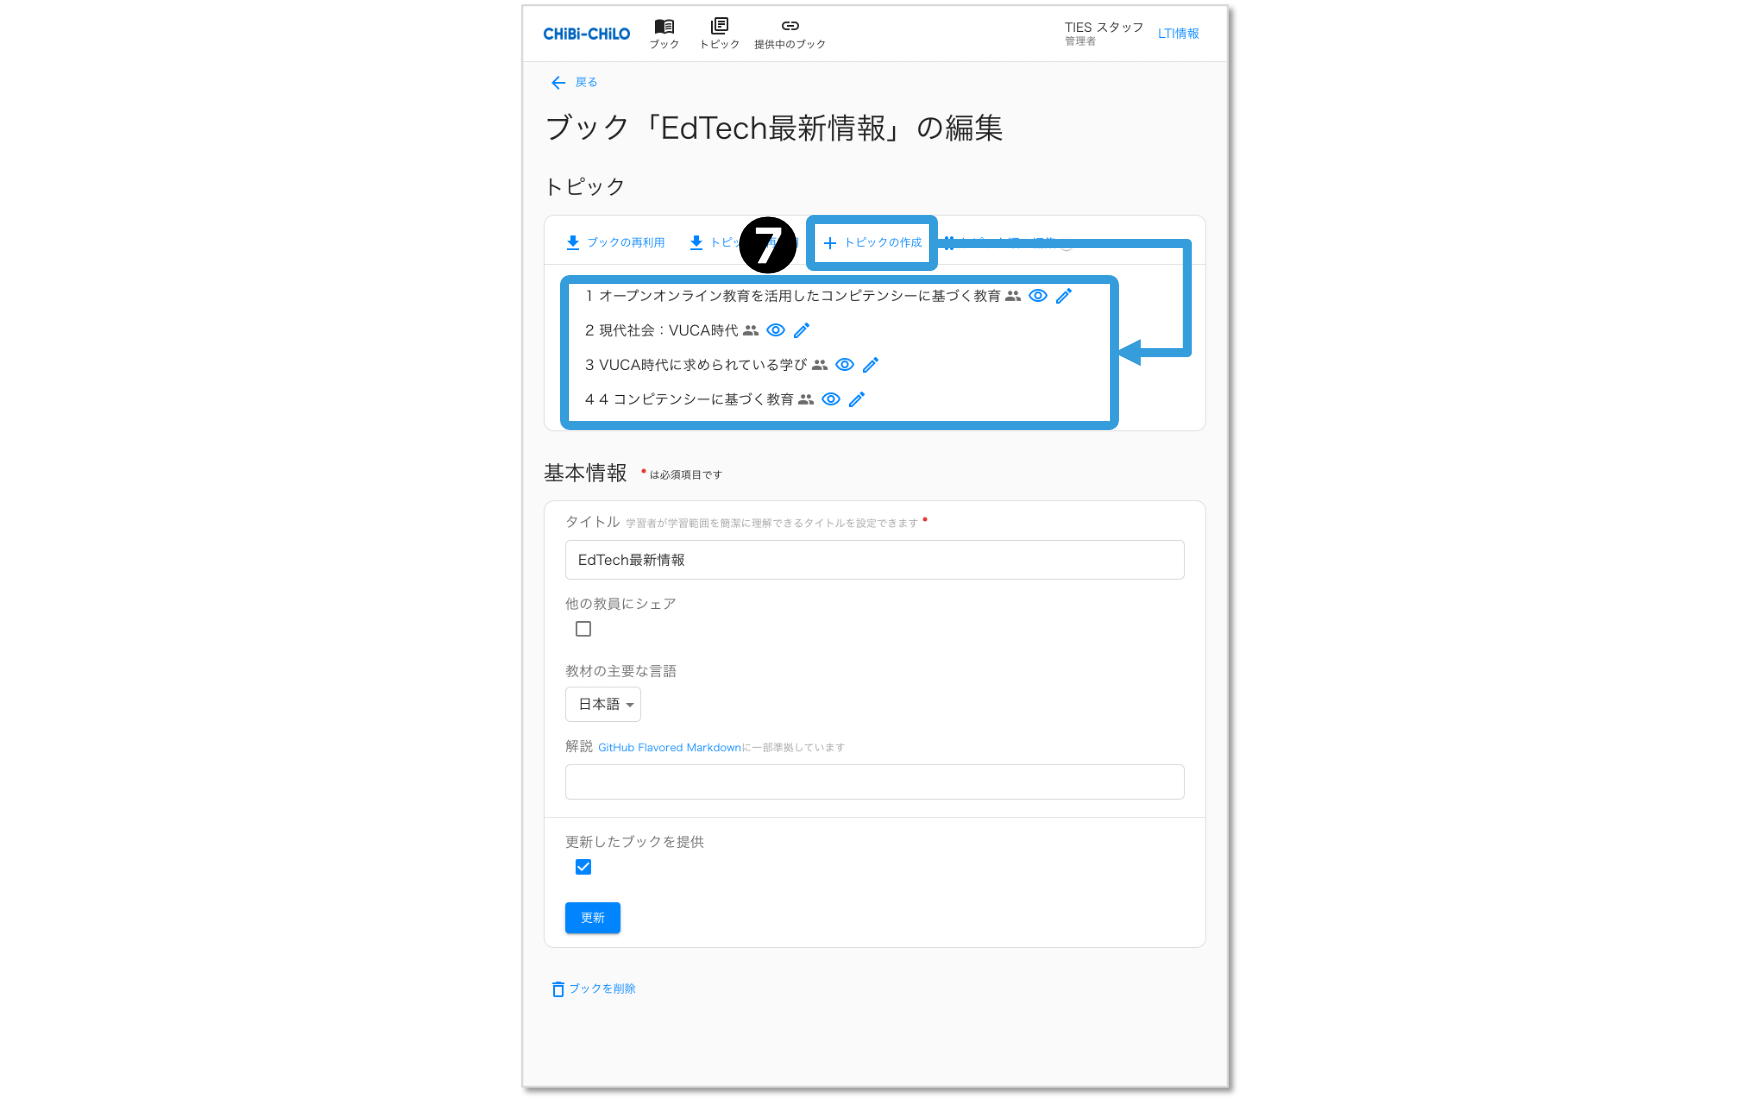 CHiBi-CHiLO
ブック
トピック
提供中のブック
TIES スタッフ
管理者
LTI情報
戻る
ブック「EdTech最新情報」の編集
トピック
ブックの再利用
トピッ
7
トピックの作成
1 オープンオンライン教育を活用したコンピテンシーに基づく教育
2 現代社会：VUCA時代
3 VUCA時代に求められている学び
4 4 コンピテンシーに基づく教育
基本情報 * は必須項目です
タイトル 学習者が学習範囲を簡潔に理解できるタイトルを設定できます *
EdTech最新情報
他の教員にシェア
教材の主要な言語
日本語
解説 GitHub Flavored Markdownに一部準拠しています
更新したブックを提供
更新
ブックを削除